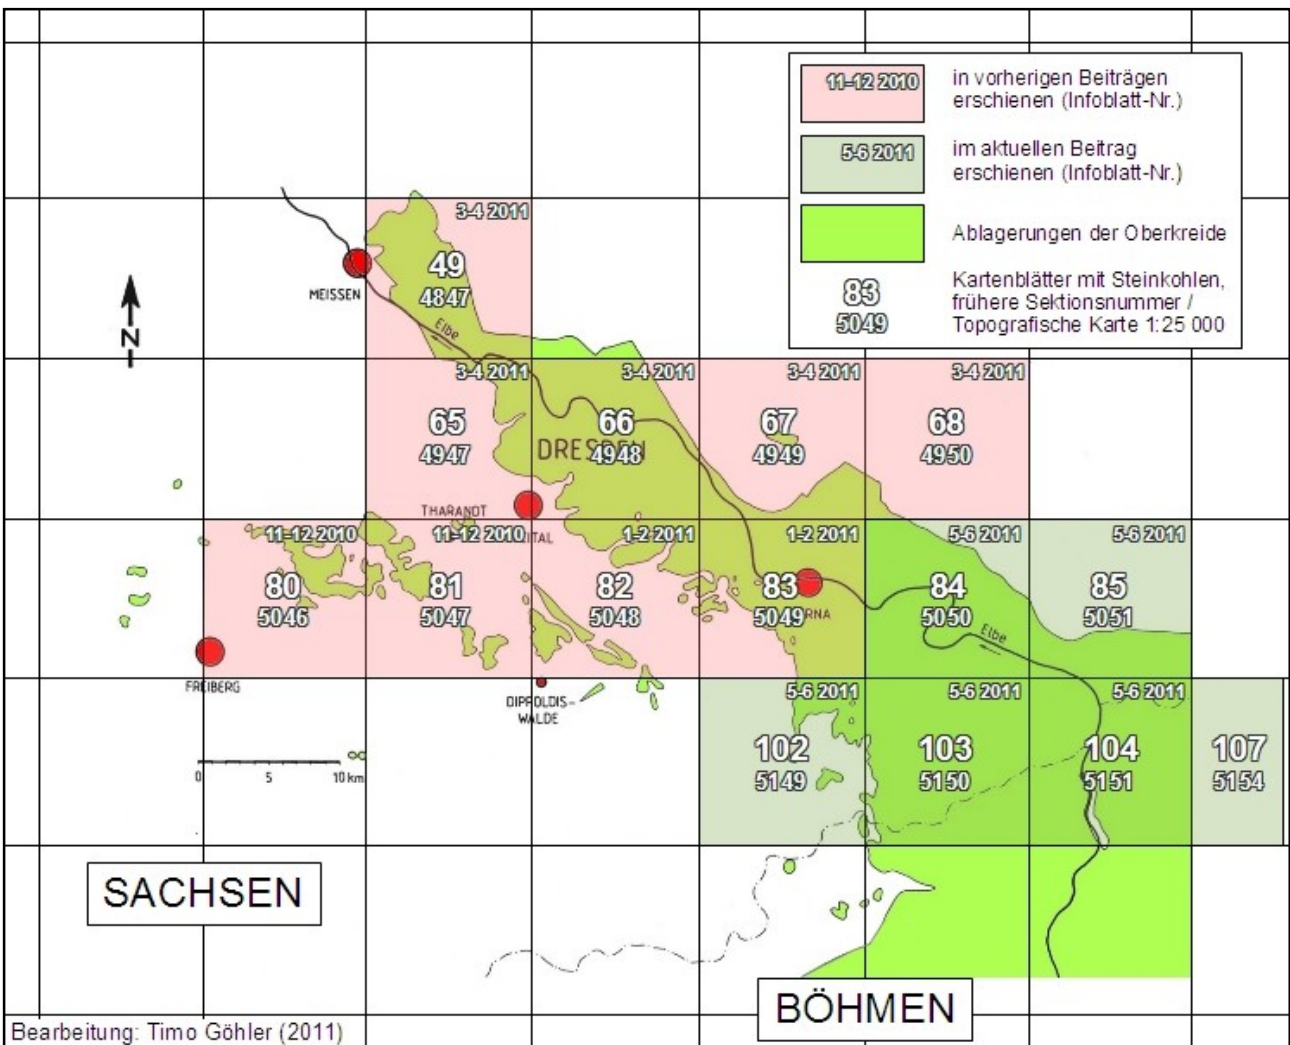 11-12 2010
in vorherigen Beiträgen
erschienen (Infoblatt-Nr.)
5-6 2011
im aktuellen Beitrag
erschienen (Infoblatt-Nr.)
Ablagerungen der Oberkreide
83
5049
Kartenblätter mit Steinkohlen,
frühere Sektionsnummer /
Topografische Karte 1:25 000
3-4 2011
49
4847
MEISSEN
Elbe
N
3-4 2011
3-4 2011
3-4 2011
3-4 2011
65
4947
66
4948
67
4949
68
4950
DRESDEN
THARANDT
11-12 2010
11-12 2010
ITAL
1-2 2011
1-2 2011
5-6 2011
5-6 2011
80
5046
81
5047
82
5048
83
5049
RNA
84
5050
85
5051
Elbe
FREIBERG
DIPPOLDIS-
WALDE
5-6 2011
5-6 2011
5-6 2011
102
5149
103
5150
104
5151
107
5154
0 5 10 km
SACHSEN
BÖHMEN
Bearbeitung: Timo Göhler (2011)